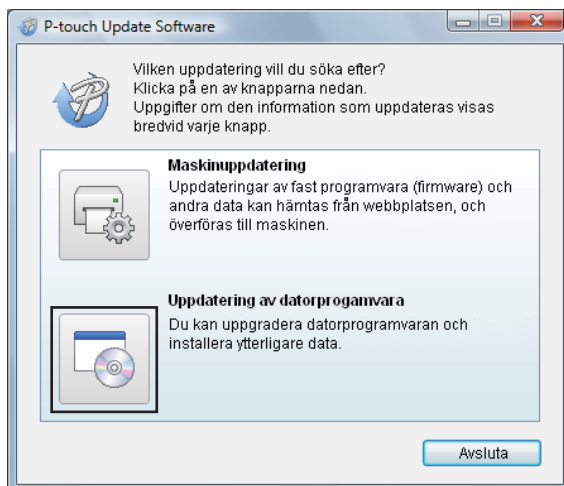 P-touch Update Software
Vilken uppdatering vill du söka efter?
Klicka på en av knapparna nedan.
Uppgifter om den information som uppdateras visas
bredvid varje knapp.
Maskinuppdatering
Uppdateringar av fast programvara (firmware) och
andra data kan hämtas från webbplatsen, och
överföras till maskinen.
Uppdatering av datorprogamvara
Du kan uppgradera datorprogramvaran och
installera ytterligare data.
Avsluta